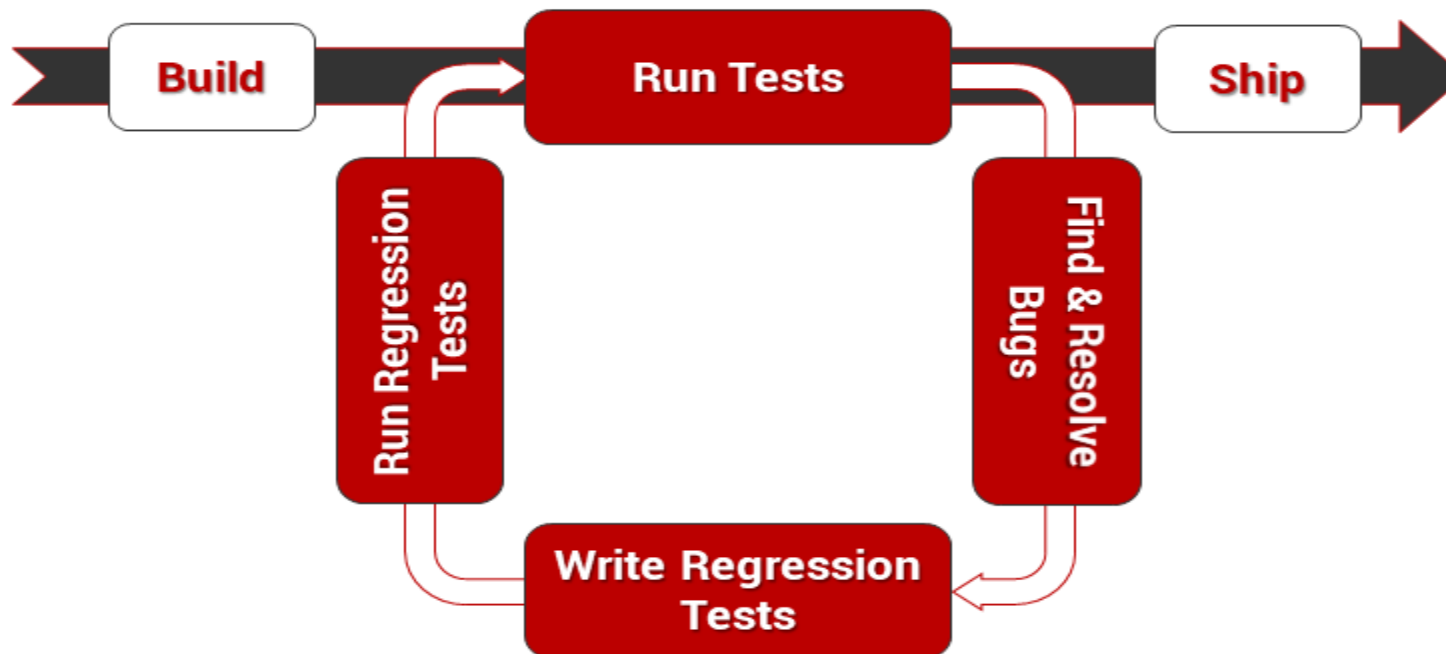 Build
Run Tests
Ship
Run Regression
Tests
Find & Resolve
Bugs
Write Regression
Tests